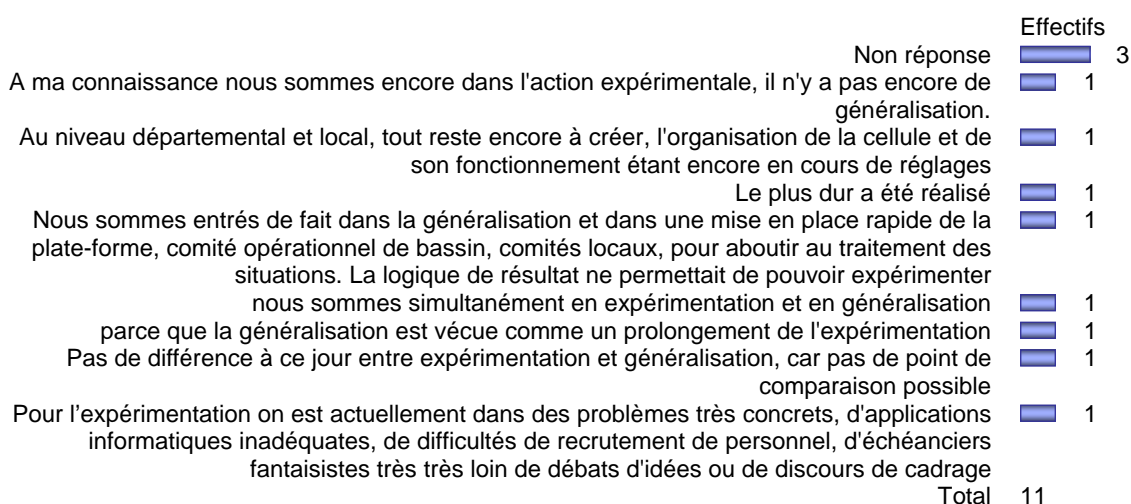 Effectifs
Non réponse 3
A ma connaissance nous sommes encore dans l'action expérimentale, il n'y a pas encore de 1
généralisation.
Au niveau départemental et local, tout reste encore à créer, l'organisation de la cellule et de 1
son fonctionnement étant encore en cours de réglages
Le plus dur a été réalisé 1
Nous sommes entrés de fait dans la généralisation et dans une mise en place rapide de la 1
plate-forme, comité opérationnel de bassin, comités locaux, pour aboutir au traitement des
situations. La logique de résultat ne permettait de pouvoir expérimenter
nous sommes simultanément en expérimentation et en généralisation 1
parce que la généralisation est vécue comme un prolongement de l'expérimentation 1
Pas de différence à ce jour entre expérimentation et généralisation, car pas de point de 1
comparaison possible
Pour l’expérimentation on est actuellement dans des problèmes très concrets, d'applications 1
informatiques inadéquates, de difficultés de recrutement de personnel, d'échéanciers
fantaisistes très très loin de débats d'idées ou de discours de cadrage
Total 11